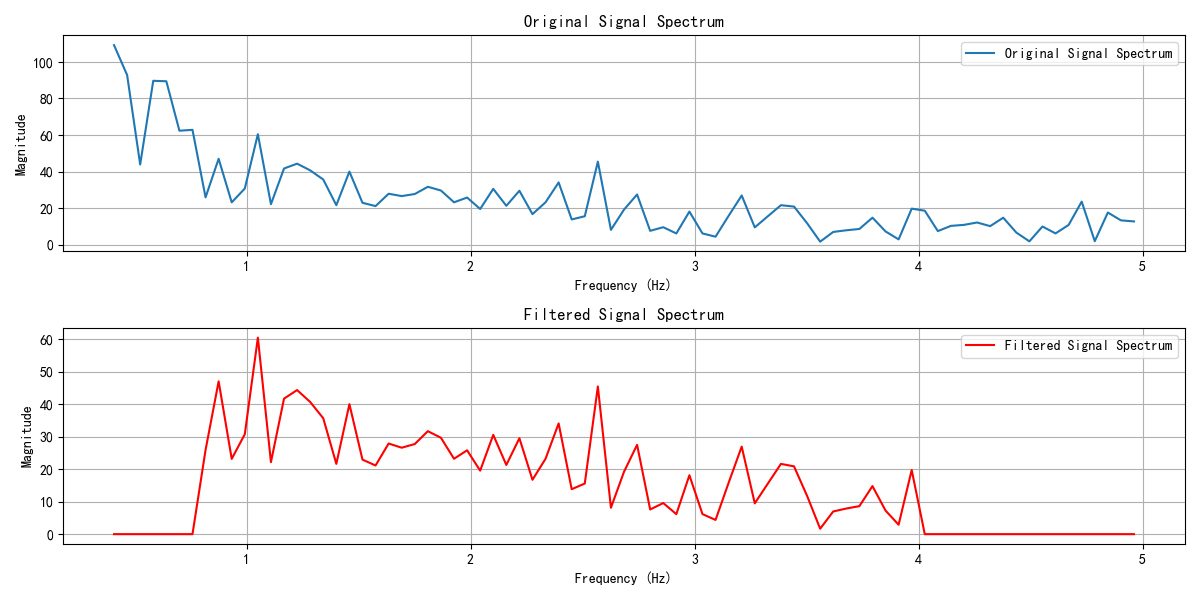 Original Signal Spectrum
Original Signal Spectrum
Magnitude
100
80
60
40
20
0
1
2
3
4
5
Frequency (Hz)
Filtered Signal Spectrum
Filtered Signal Spectrum
Magnitude
60
50
40
30
20
10
0
1
2
3
4
5
Frequency (Hz)